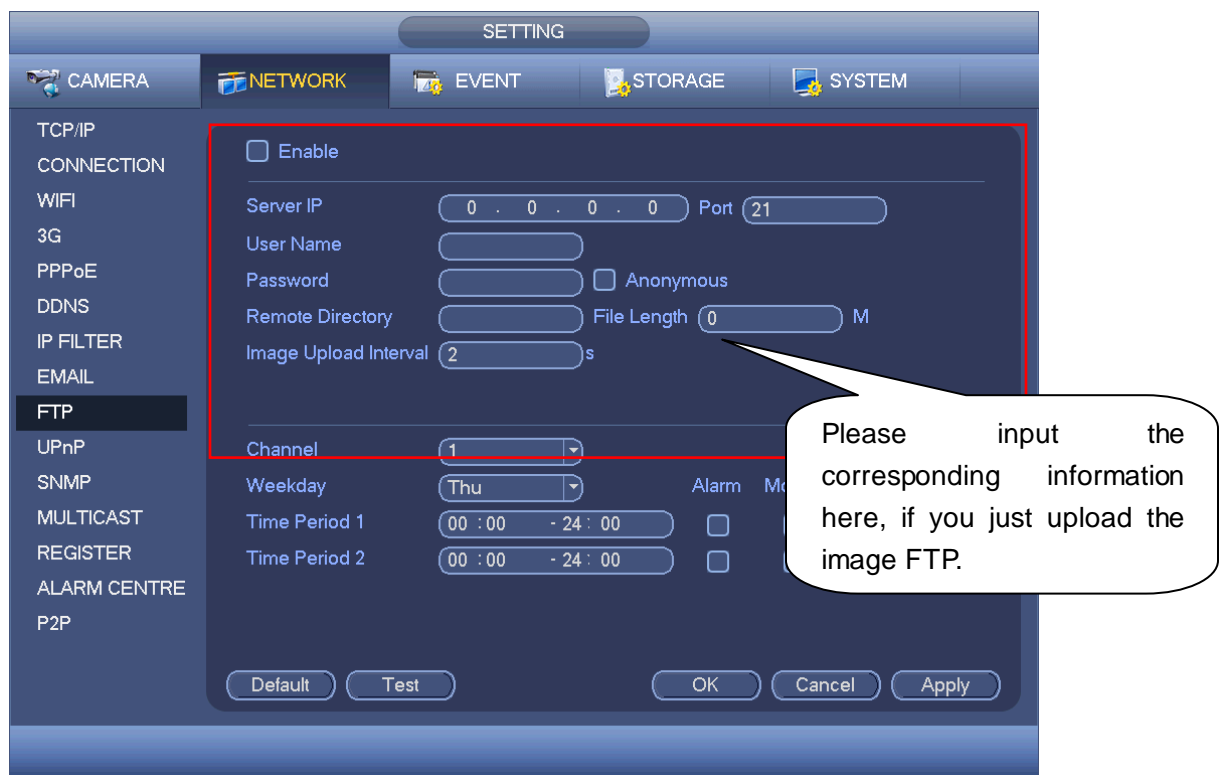 SETTING
CAMERA NETWORK EVENT STORAGE SYSTEM
TCP/IP
CONNECTION
WIFI
3G
PPPoE
DDNS
IP FILTER
EMAIL
FTP
UPnP
SNMP
MULTICAST
REGISTER
ALARM CENTRE
P2P
Enable
Server IP 0 . 0 . 0 . 0 Port 21
User Name
Password Anonymous
Remote Directory File Length 0 M
Image Upload Interval 2 s
Channel 1
Weekday Thu Alarm
Time Period 1 00 :00 - 24 : 00
Time Period 2 00 :00 - 24 : 00
Default Test OK Cancel Apply
Please input the
corresponding information
here, if you just upload the
image FTP.